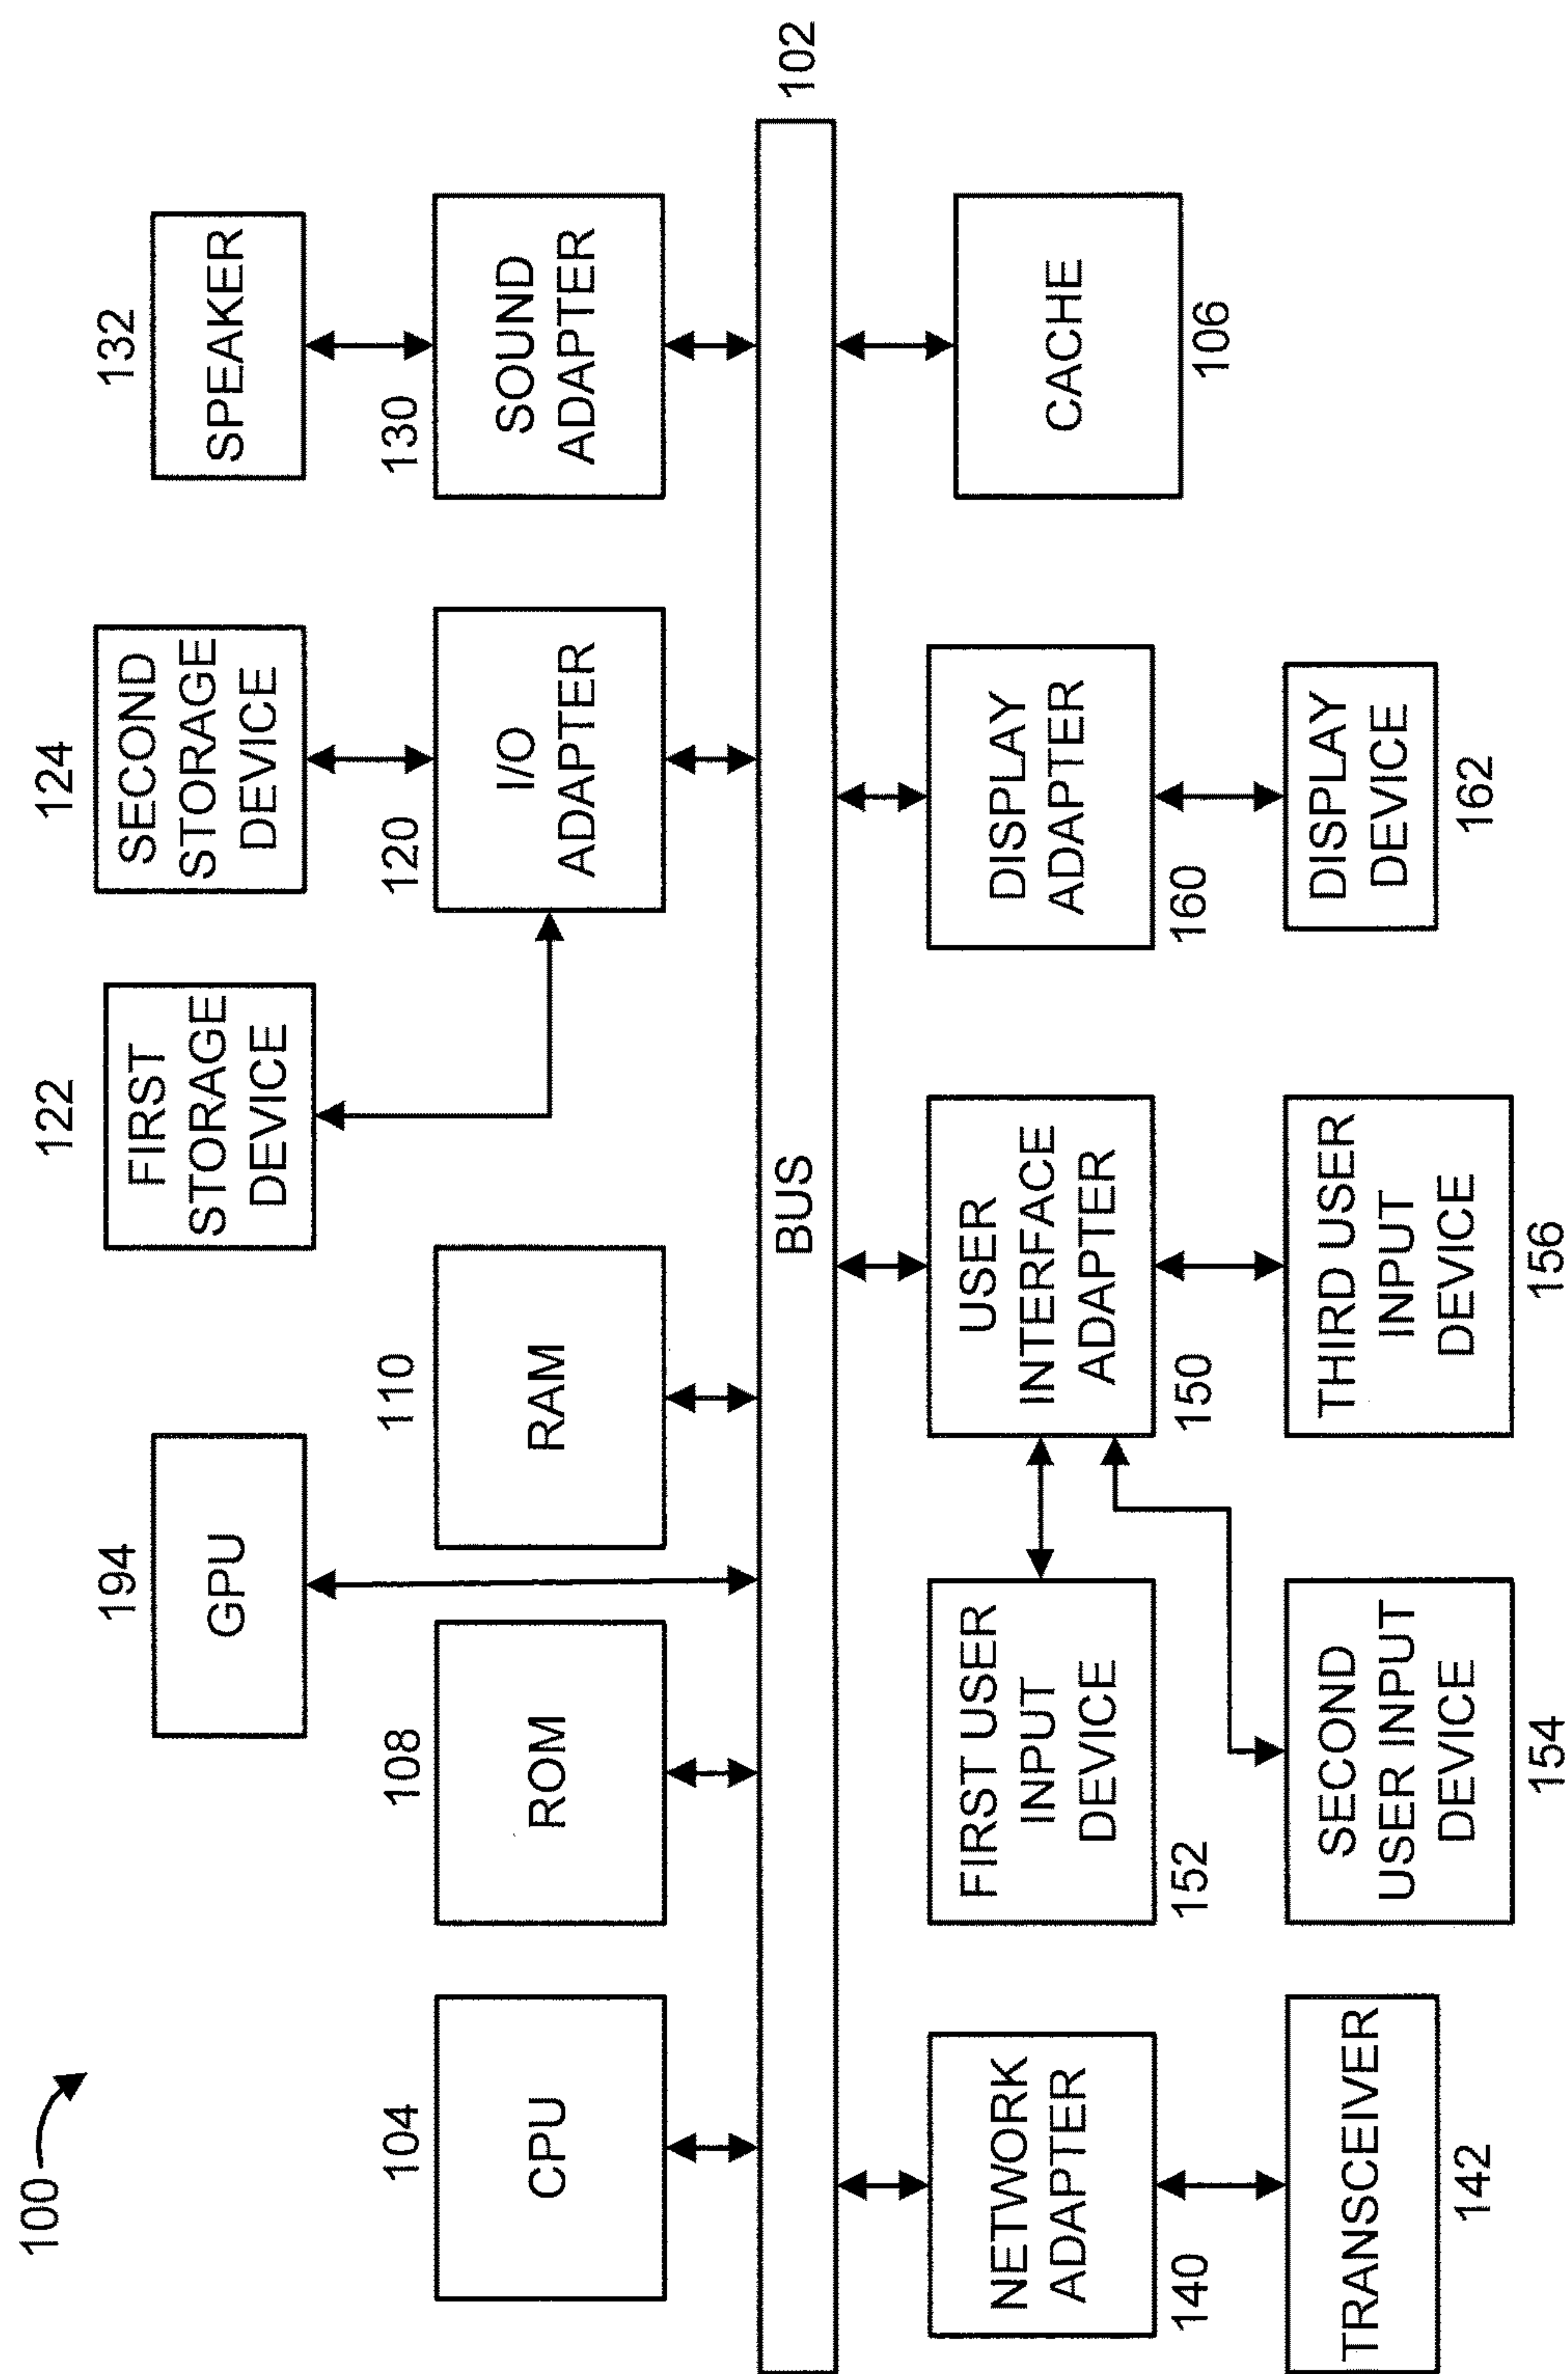 100
104
CPU
108
ROM
194
GPU
110
RAM
122
FIRST
STORAGE
DEVICE
124
SECOND
STORAGE
DEVICE
120
I/O
ADAPTER
132
SPEAKER
130
SOUND
ADAPTER
BUS
102
NETWORK
ADAPTER
140
TRANSCEIVER
142
FIRST USER
INPUT
DEVICE
152
SECOND
USER INPUT
DEVICE
154
USER
INTERFACE
ADAPTER
150
THIRD USER
INPUT
DEVICE
156
DISPLAY
ADAPTER
160
DISPLAY
DEVICE
162
CACHE
106